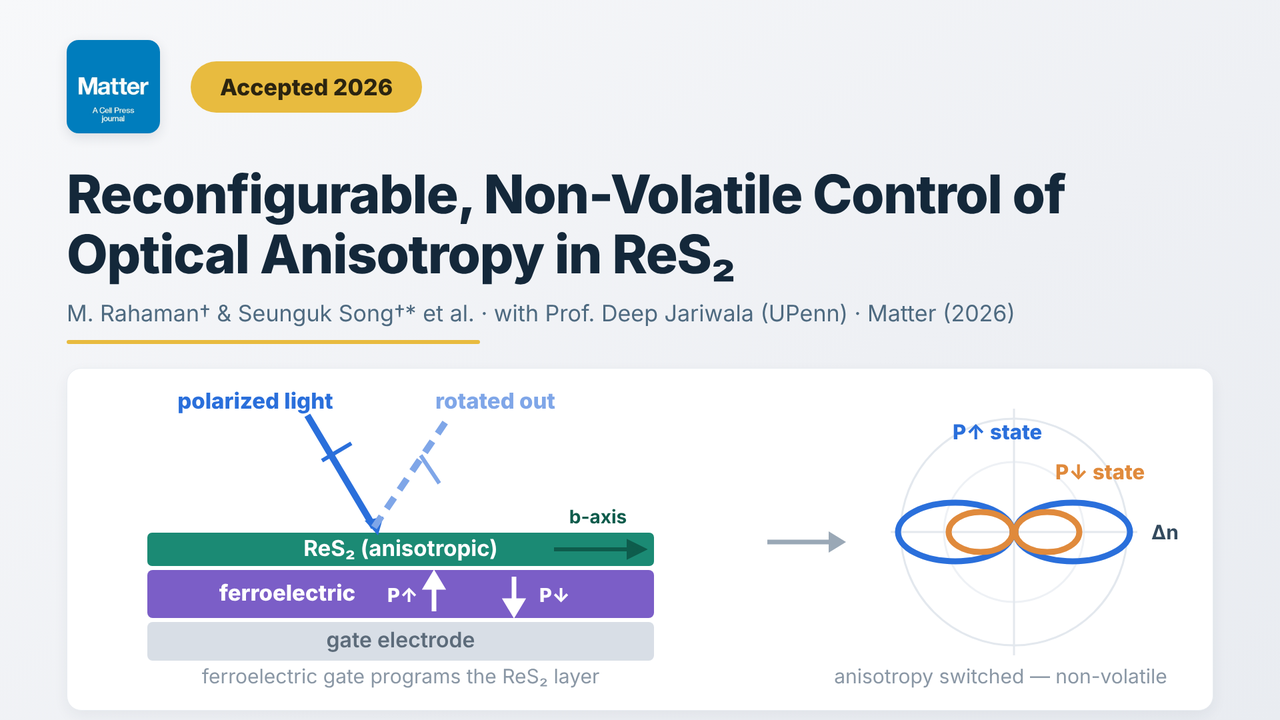 Matter
A Cell Press
journal
Accepted 2026
Reconfigurable, Non-Volatile Control of
Optical Anisotropy in ReS₂
M. Rahaman† & Seunguk Song†* et al. · with Prof. Deep Jariwala (UPenn) · Matter (2026)
polarized light
rotated out
b-axis
ReS₂ (anisotropic)
ferroelectric P↑ P↓
gate electrode
ferroelectric gate programs the ReS₂ layer
P↑ state
P↓ state
Δn
anisotropy switched — non-volatile